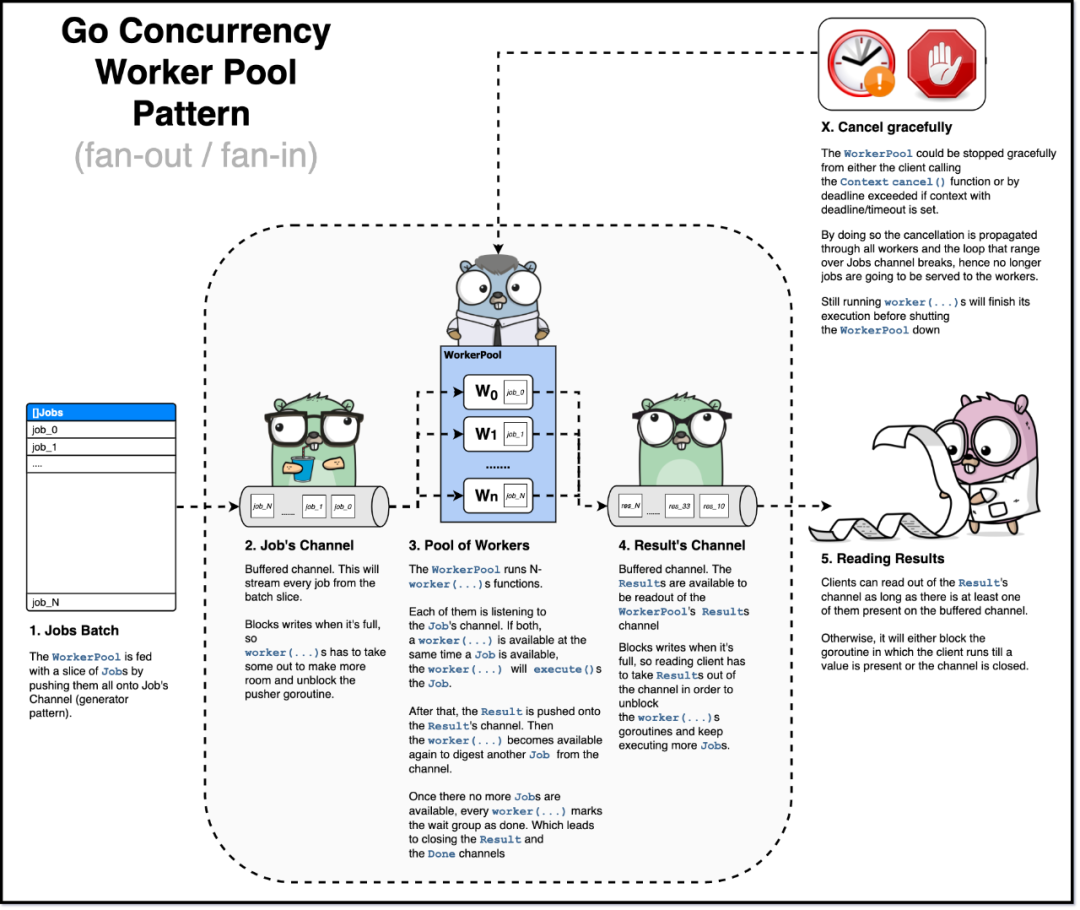 Go Concurrency
Worker Pool
Pattern
(fan-out / fan-in)
X. Cancel gracefully
The WorkerPool could be stopped gracefully
from either the client calling
the Context cancel() function or by
deadline exceeded if context with
deadline/timeout is set.
By doing so the cancellation is propagated
through all workers and the loop that range
over Jobs channel breaks, hence no longer
jobs are going to be served to the workers.
Still running worker(...)s will finish its
execution before shutting
the WorkerPool down
[]Jobs
job_0
job_1
....
job_N
1. Jobs Batch
The WorkerPool is fed
with a slice of Jobs by
pushing them all onto Job's
Channel (generator
pattern).
job_N
......
job_1
job_0
2. Job's Channel
Buffered channel. This will
stream every job from the
batch slice.
Blocks writes when it's full,
so
worker(...)s has to take
some out to make more
room and unblock the
pusher goroutine.
WorkerPool
W0 job_0
W1 job_1
.......
Wn job_N
3. Pool of Workers
The WorkerPool runs N-
worker(...)s functions.
Each of them is listening to
the Job's channel. If both,
a worker(...) is available at the
same time a Job is available,
the worker(...) will execute()s
the Job.
After that, the Result is pushed onto
the Result's channel. Then
the worker(...) becomes available
again to digest another Job from the
channel.
Once there no more Jobs are
available, every worker(...) marks
the wait group as done. Which leads
to closing the Result and
the Done channels
res_N
......
res_33
res_10
4. Result's Channel
Buffered channel. The
Results are available to
be readout of the
WorkerPool's Results
channel
Blocks writes when it's
full, so reading client has
to take Results out of
the channel in order to
unblock
the worker(...)s
goroutines and keep
executing more Jobs.
5. Reading Results
Clients can read out of the Result's
channel as long as there is at least one
of them present on the buffered channel.
Otherwise, it will either block the
goroutine in which the client runs till a
value is present or the channel is closed.